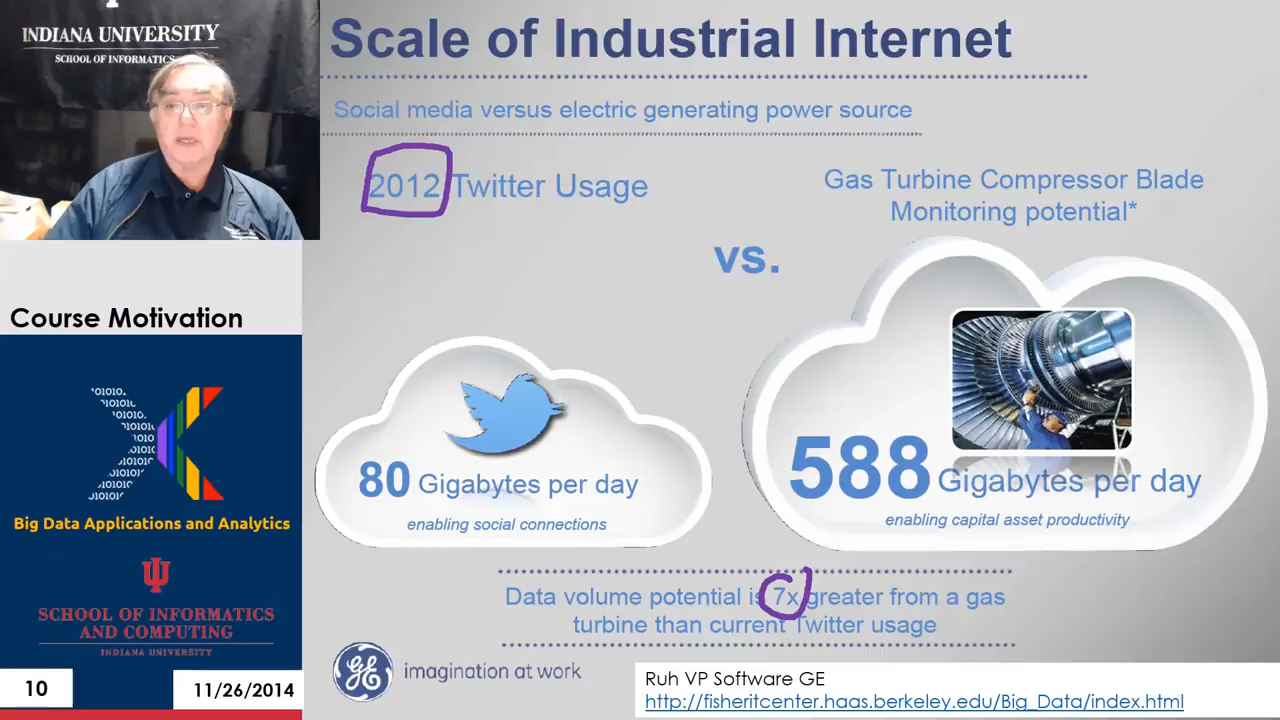 INDIANA UNIVERSITY
SCHOOL OF INFORMATICS
Scale of Industrial Internet
Social media versus electric generating power source
2012 Twitter Usage
Gas Turbine Compressor Blade
Monitoring potential*
vs.
80 Gigabytes per day
enabling social connections
588 Gigabytes per day
enabling capital asset productivity
Data volume potential is 7x greater from a gas
turbine than current Twitter usage
GE imagination at work
Ruh VP Software GE
http://fisheritcenter.haas.berkeley.edu/Big_Data/index.html
Course Motivation
Big Data Applications and Analytics
SCHOOL OF INFORMATICS
AND COMPUTING
INDIANA UNIVERSITY
10
11/26/2014